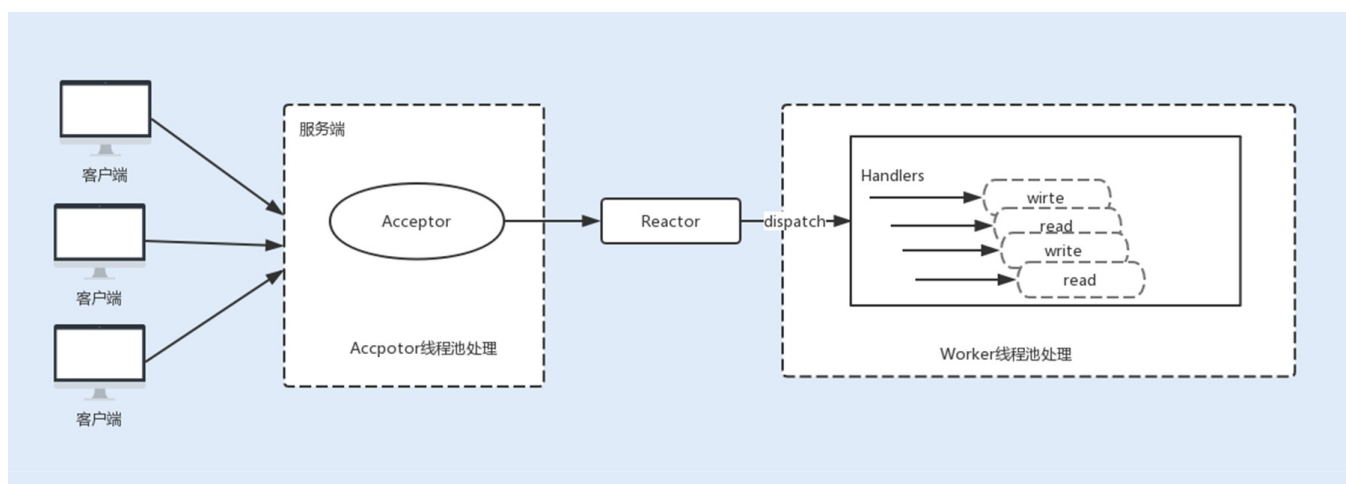 客户端
客户端
客户端
服务端
Acceptor
Accpotor线程池处理
Reactor
dispatch
Handlers
wirte
read
write
read
Worker线程池处理